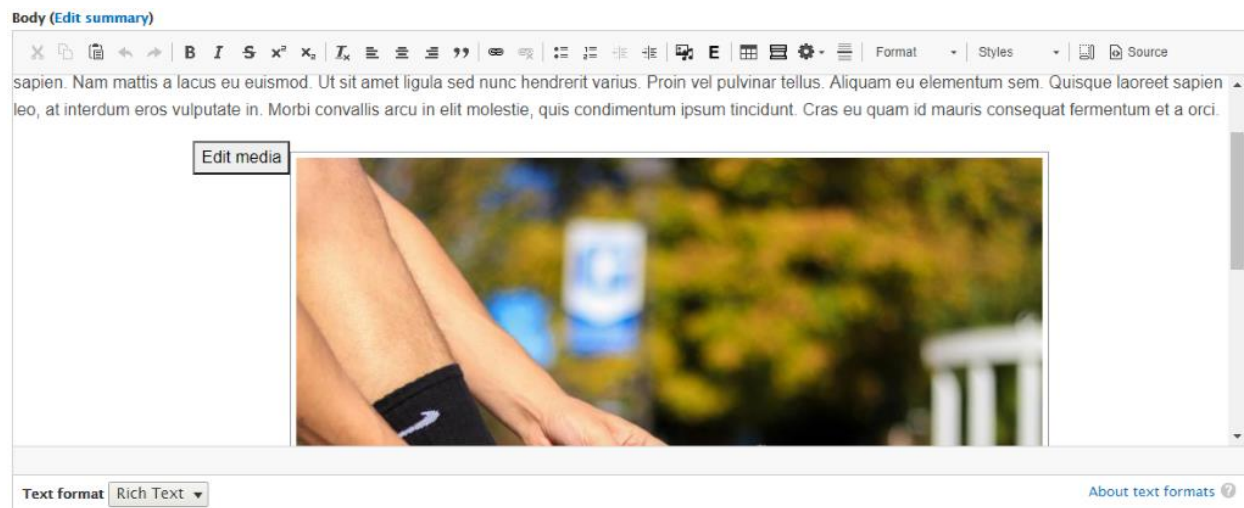 Body (Edit summary)
B I S x² xₑ Iₓ E Format Styles Source
sapien. Nam mattis a lacus eu euismod. Ut sit amet ligula sed nunc hendrerit varius. Proin vel pulvinar tellus. Aliquam eu elementum sem. Quisque laoreet sapien
leo, at interdum eros vulputate in. Morbi convallis arcu in elit molestie, quis condimentum ipsum tincidunt. Cras eu quam id mauris consequat fermentum et a orci.
Edit media
Text format Rich Text
About text formats